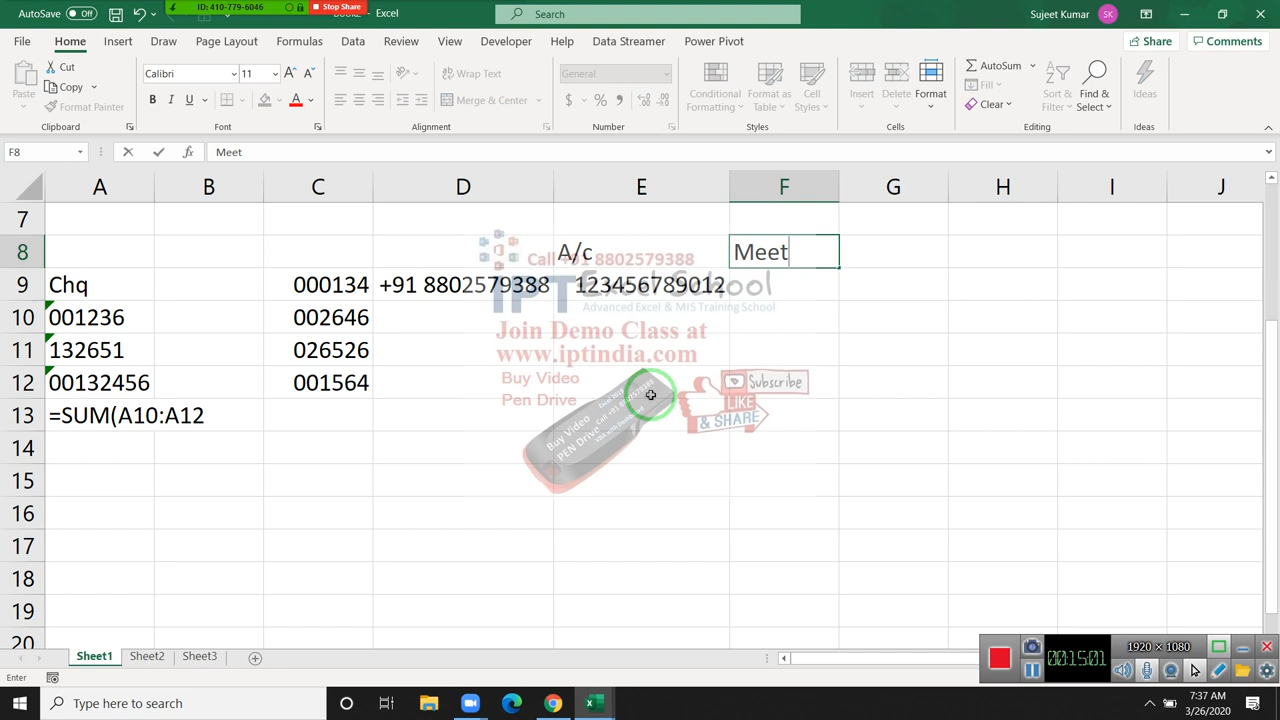 AutoSave Off
ID: 410-779-6046
Stop Share
Excel
Search
Sujeet Kumar SK
File Home Insert Draw Page Layout Formulas Data Review View Developer Help Data Streamer Power Pivot
Share Comments
Paste
Cut
Copy
Format Painter
Clipboard
Calibri 11
B I U
Font
Wrap Text
Merge & Center
Alignment
General
Number
Conditional Formatting
Format as Table
Cell Styles
Styles
Insert Delete Format
Cells
AutoSum
Fill
Clear
Sort & Filter
Find & Select
Editing
Ideas
Ideas
F8 fx Meet
A B C D E F G H I J
7
8 A/c Meet
9 Chq 000134 +91 8802579388 123456789012
10 001236 002646
11 132651 026526
12 00132456 001564
13 =SUM(A10:A12
14
15
16
17
18
19
20
Call +91 8802579388
IPT Excel School
Advanced Excel & MIS Training School
Join Demo Class at
www.iptindia.com
Buy Video
Pen Drive
Buy Video
PEN Drive
Subscribe
LIKE
& SHARE
Sheet1 Sheet2 Sheet3
Enter
1920 × 1080
00:15:01
Type here to search
7:37 AM
3/26/2020